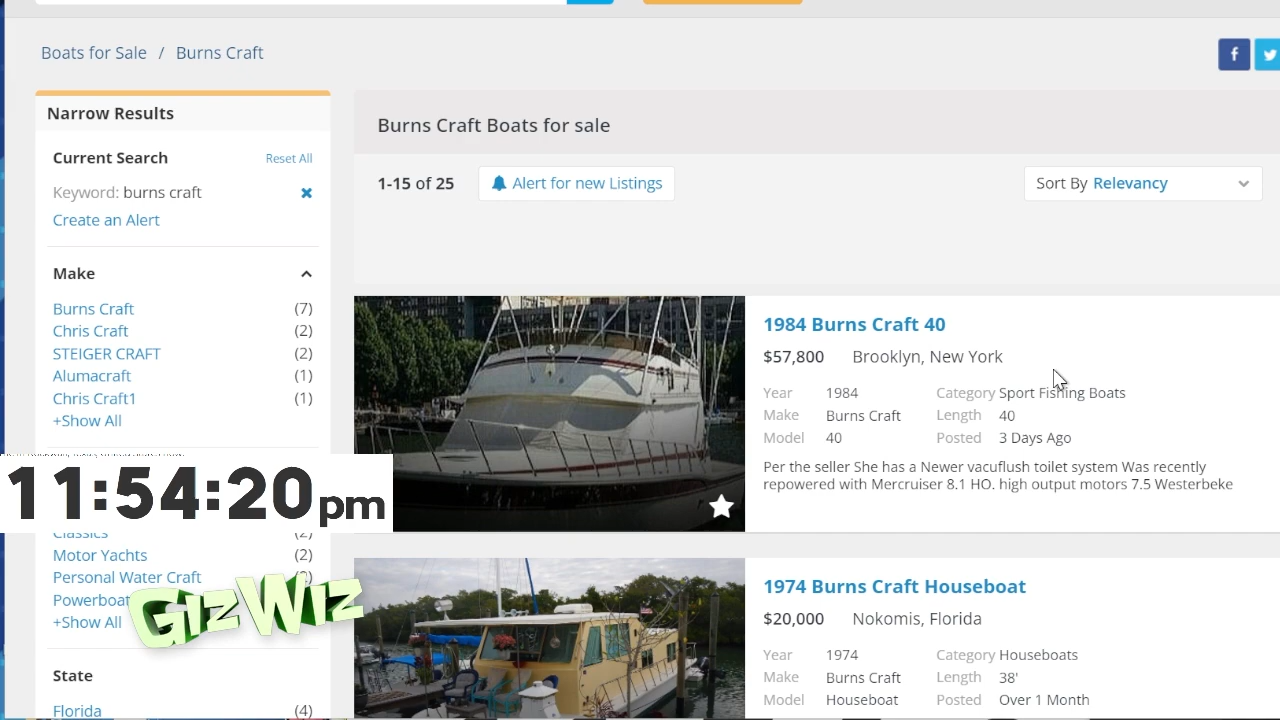 Boats for Sale / Burns Craft
f
Narrow Results
Current Search Reset All
Keyword: burns craft
Create an Alert
Make
Burns Craft (7)
Chris Craft (2)
STEIGER CRAFT (2)
Alumacraft (1)
Chris Craft1 (1)
+Show All
11:54:20pm
Classics (2)
Motor Yachts (2)
Personal Water Craft
Powerboat
+Show All
GizWiz
State
Florida (4)
Burns Craft Boats for sale
1-15 of 25 Alert for new Listings Sort By Relevancy
1984 Burns Craft 40
$57,800 Brooklyn, New York
Year 1984 Category Sport Fishing Boats
Make Burns Craft Length 40
Model 40 Posted 3 Days Ago
Per the seller She has a Newer vacuflush toilet system Was recently
repowered with Mercruiser 8.1 HO. high output motors 7.5 Westerbeke
1974 Burns Craft Houseboat
$20,000 Nokomis, Florida
Year 1974 Category Houseboats
Make Burns Craft Length 38'
Model Houseboat Posted Over 1 Month